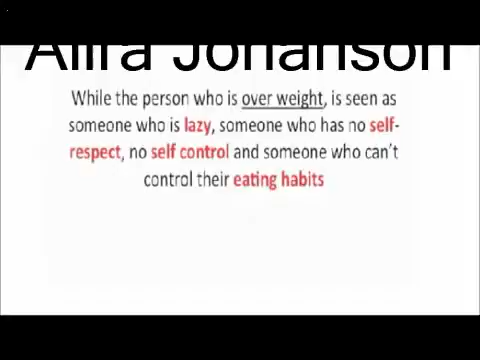 Allra Johanson
While the person who is over weight, is seen as
someone who is lazy, someone who has no self-
respect, no self control and someone who can't
control their eating habits